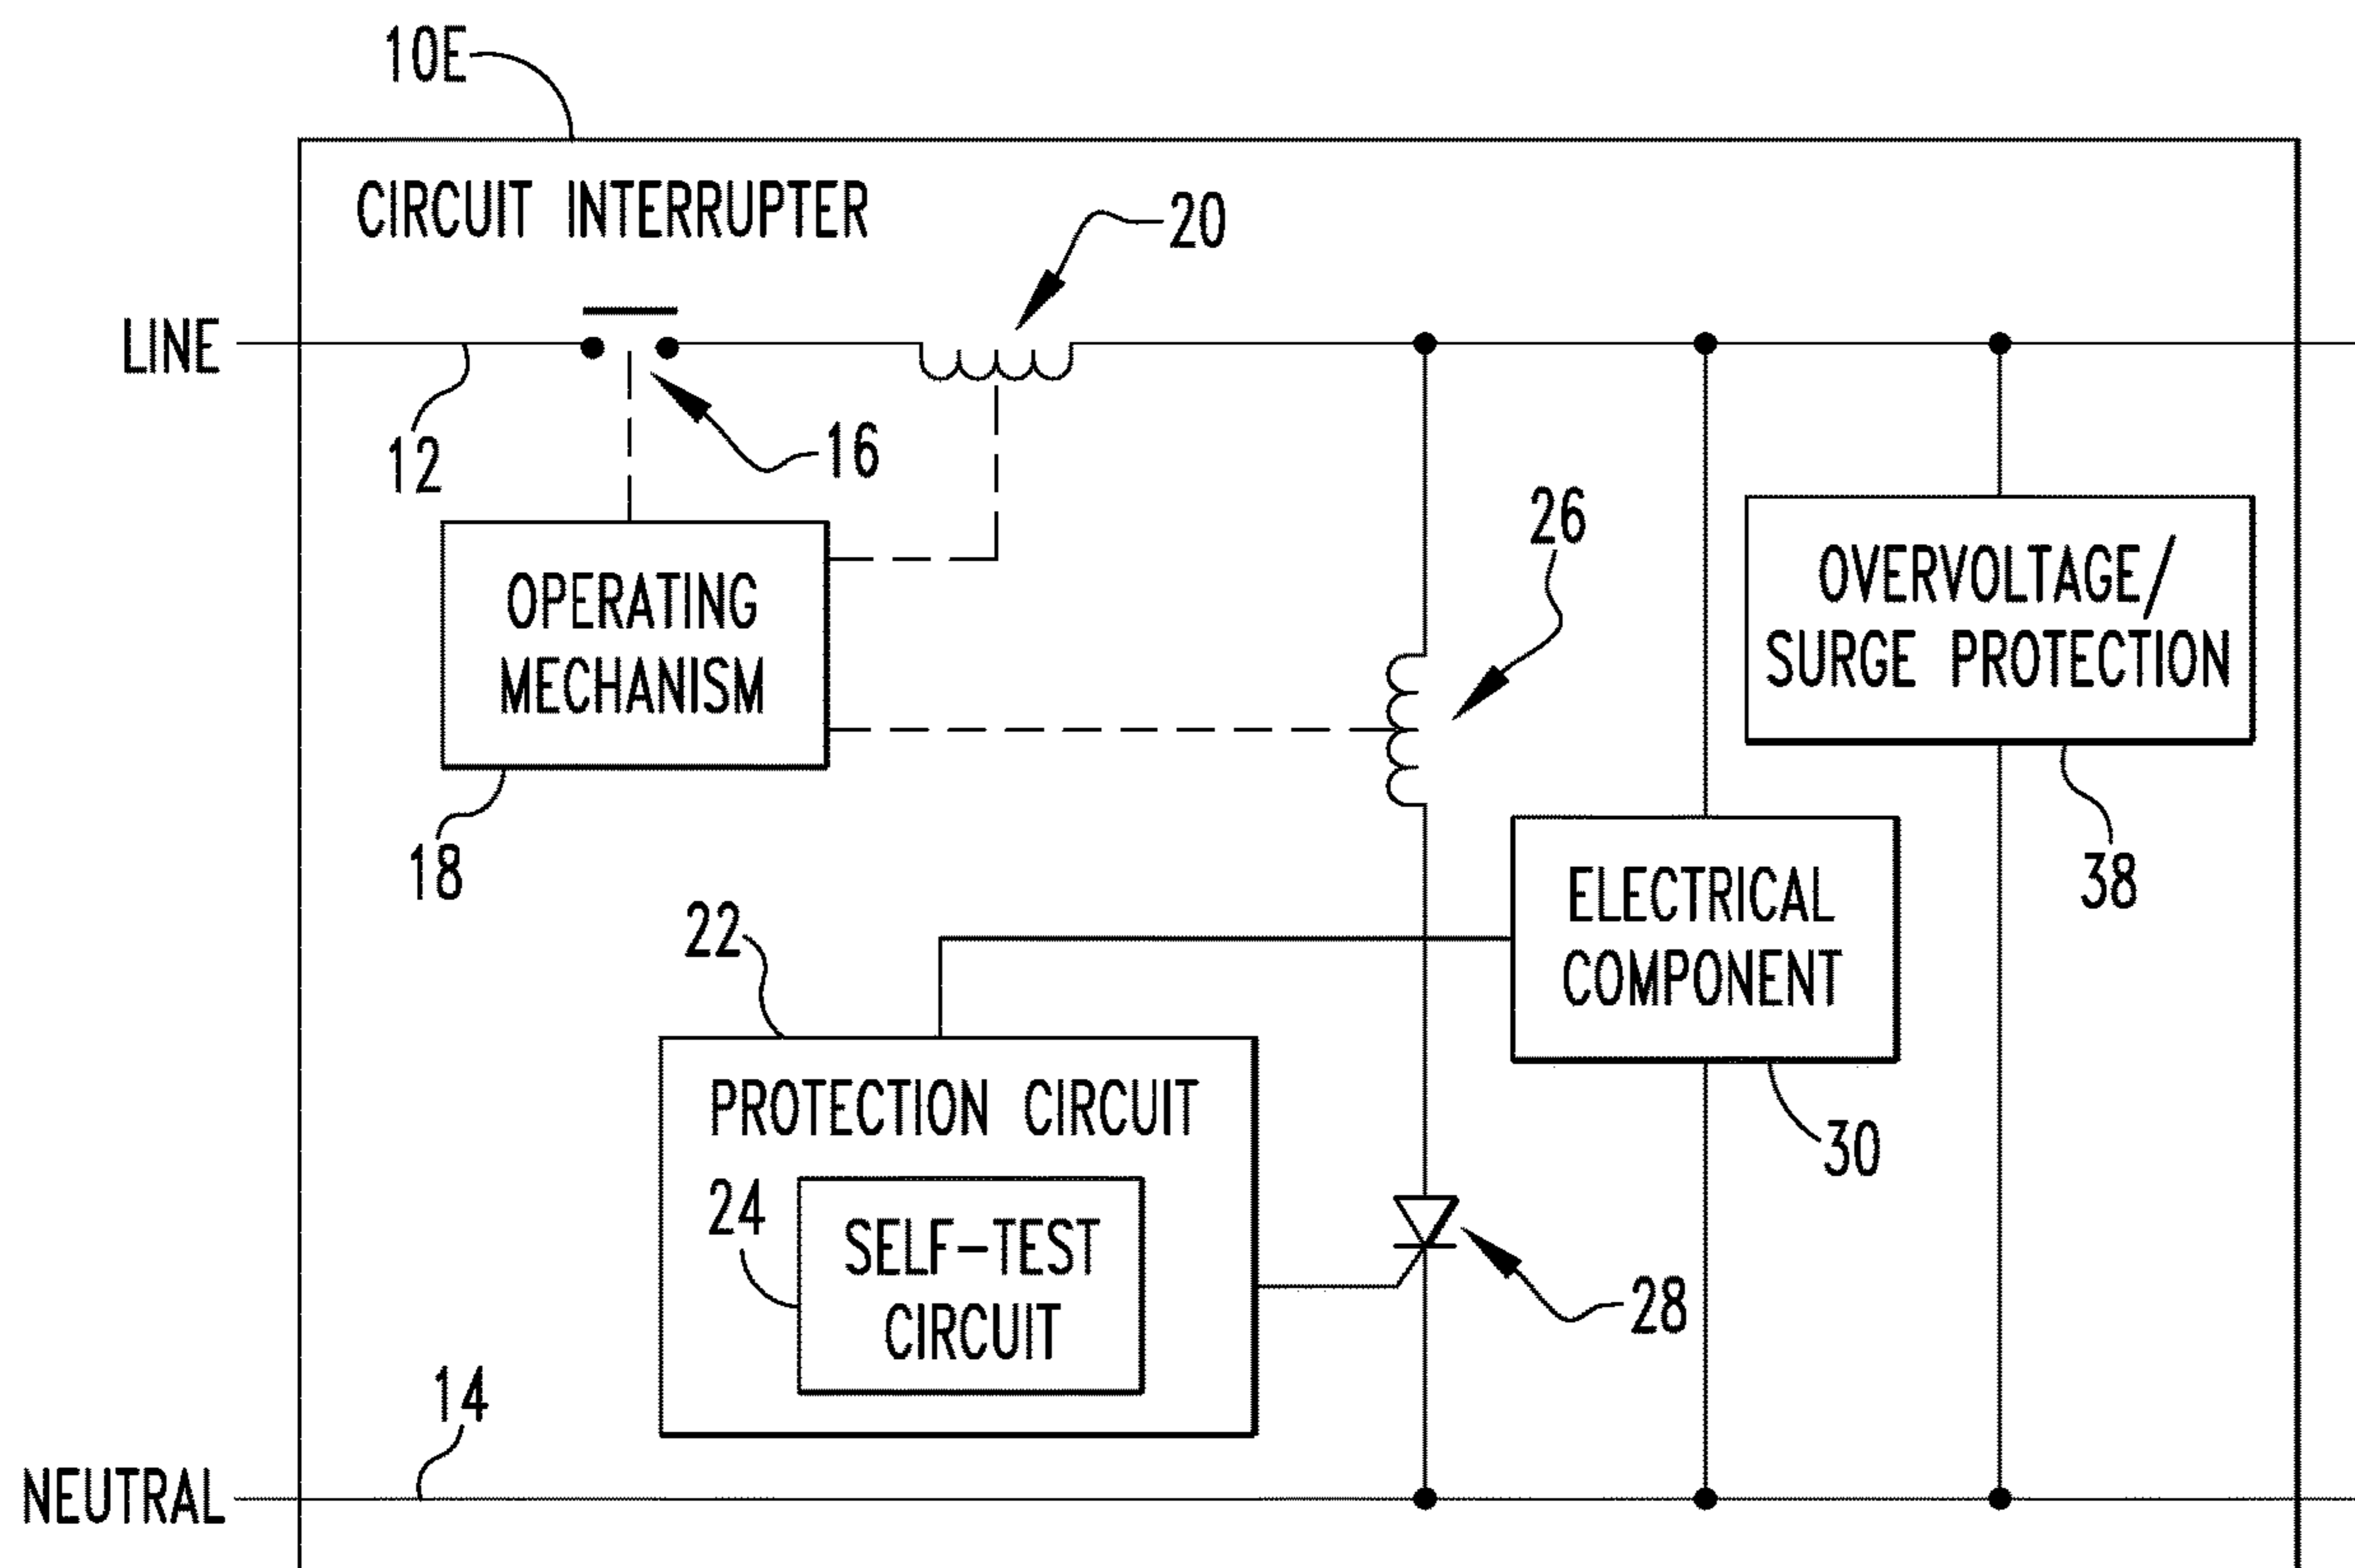 10E
CIRCUIT INTERRUPTER
20
LINE
12
16
26
OPERATING
MECHANISM
OVERVOLTAGE/
SURGE PROTECTION
18
38
22
ELECTRICAL
COMPONENT
30
PROTECTION CIRCUIT
24
SELF-TEST
CIRCUIT
28
14
NEUTRAL